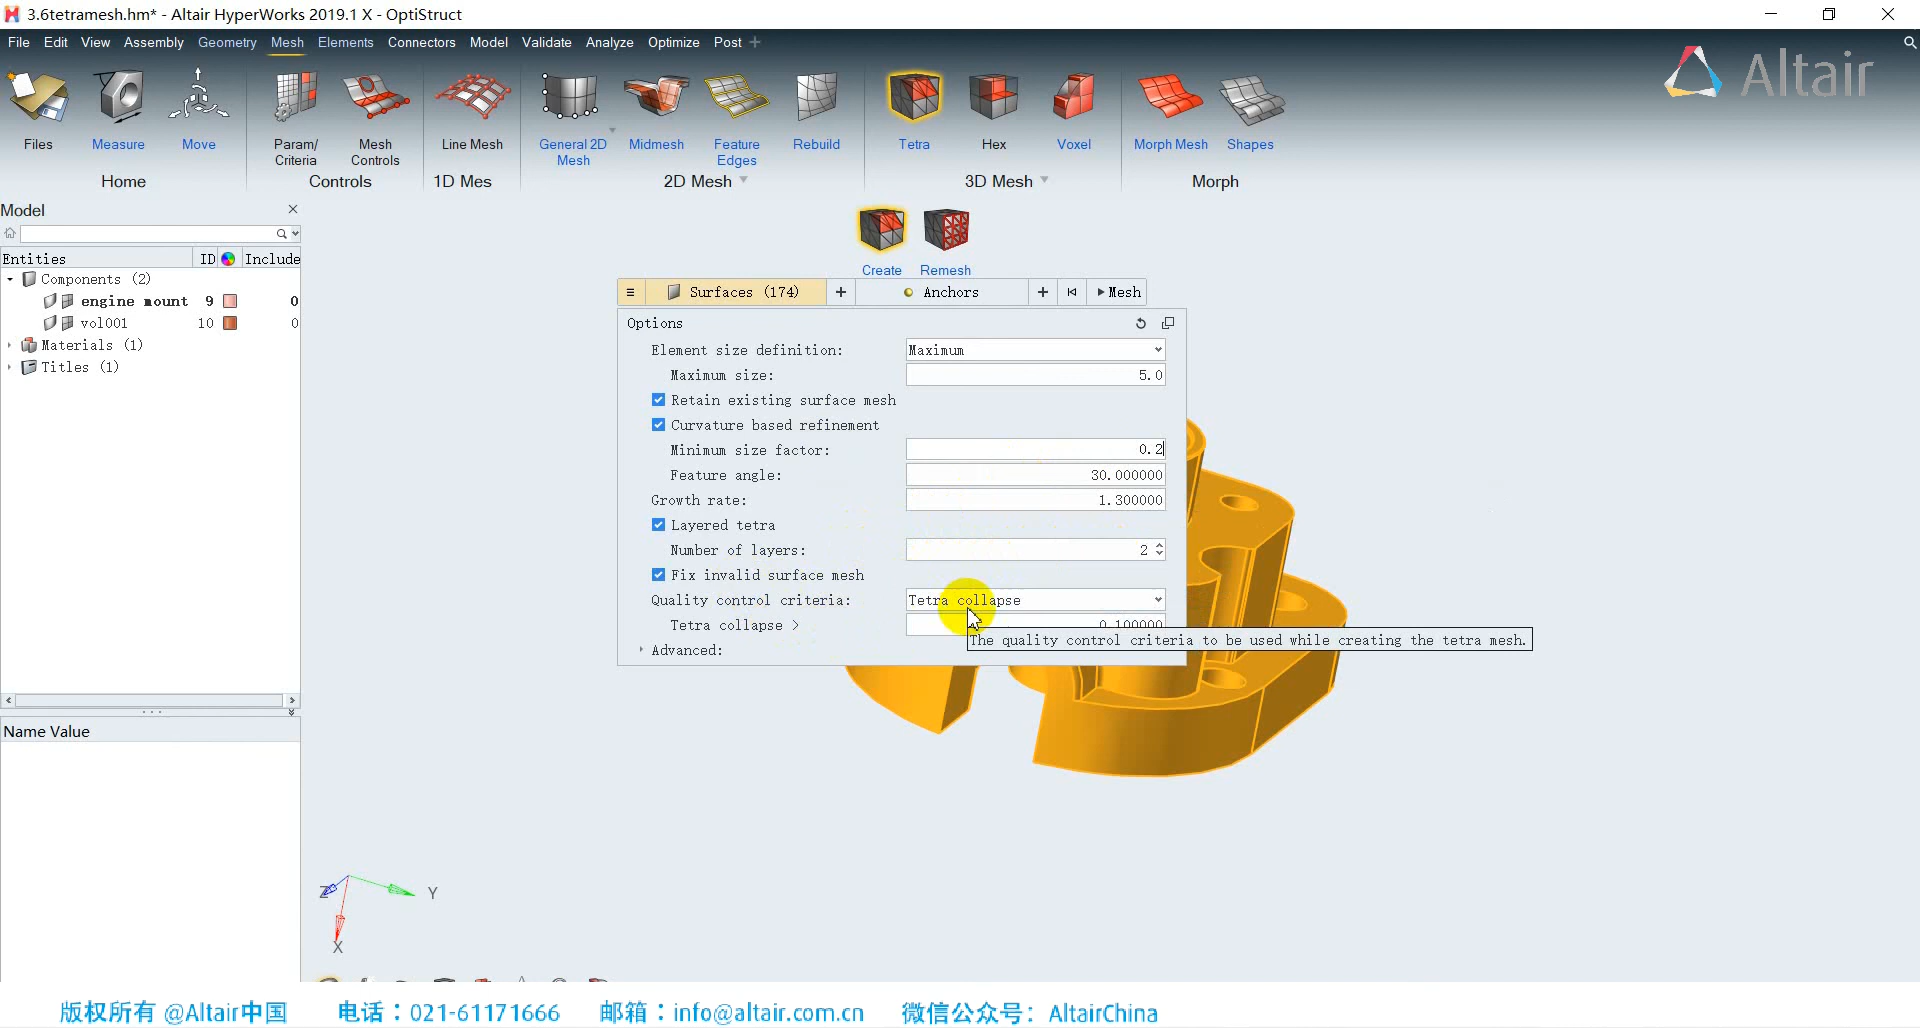 3.6tetramesh.hm* - Altair HyperWorks 2019.1 X - OptiStruct
File Edit View Assembly Geometry Mesh Elements Connectors Model Validate Analyze Optimize Post
Altair
Files Measure Move Param/ Criteria Mesh Controls Line Mesh General 2D Mesh Midmesh Feature Edges Rebuild Tetra Hex Voxel Morph Mesh Shapes
Home Controls 1D Mes 2D Mesh 3D Mesh Morph
Model
Entities ID Include
Components (2)
engine mount 9 0
vol001 10 0
Materials (1)
Titles (1)
Name Value
Create Remesh
Surfaces (174) Anchors Mesh
Options
Element size definition: Maximum
Maximum size: 5.0
Retain existing surface mesh
Curvature based refinement
Minimum size factor: 0.2
Feature angle: 30.000000
Growth rate: 1.300000
Layered tetra
Number of layers: 2
Fix invalid surface mesh
Quality control criteria: Tetra collapse
Tetra collapse > 0.100000
The quality control criteria to be used while creating the tetra mesh.
Advanced:
Z Y
X
版权所有 @Altair中国 电话：021-61171666 邮箱：info@altair.com.cn 微信公众号：AltairChina